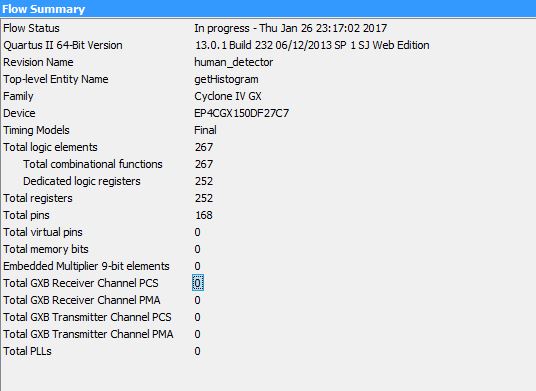 Flow Summary
Flow Status In progress - Thu Jan 26 23:17:02 2017
Quartus II 64-Bit Version 13.0.1 Build 232 06/12/2013 SP 1 SJ Web Edition
Revision Name human_detector
Top-level Entity Name getHistogram
Family Cyclone IV GX
Device EP4CGX150DF27C7
Timing Models Final
Total logic elements 267
Total combinational functions 267
Dedicated logic registers 252
Total registers 252
Total pins 168
Total virtual pins 0
Total memory bits 0
Embedded Multiplier 9-bit elements 0
Total GXB Receiver Channel PCS 0
Total GXB Receiver Channel PMA 0
Total GXB Transmitter Channel PCS 0
Total GXB Transmitter Channel PMA 0
Total PLLs 0